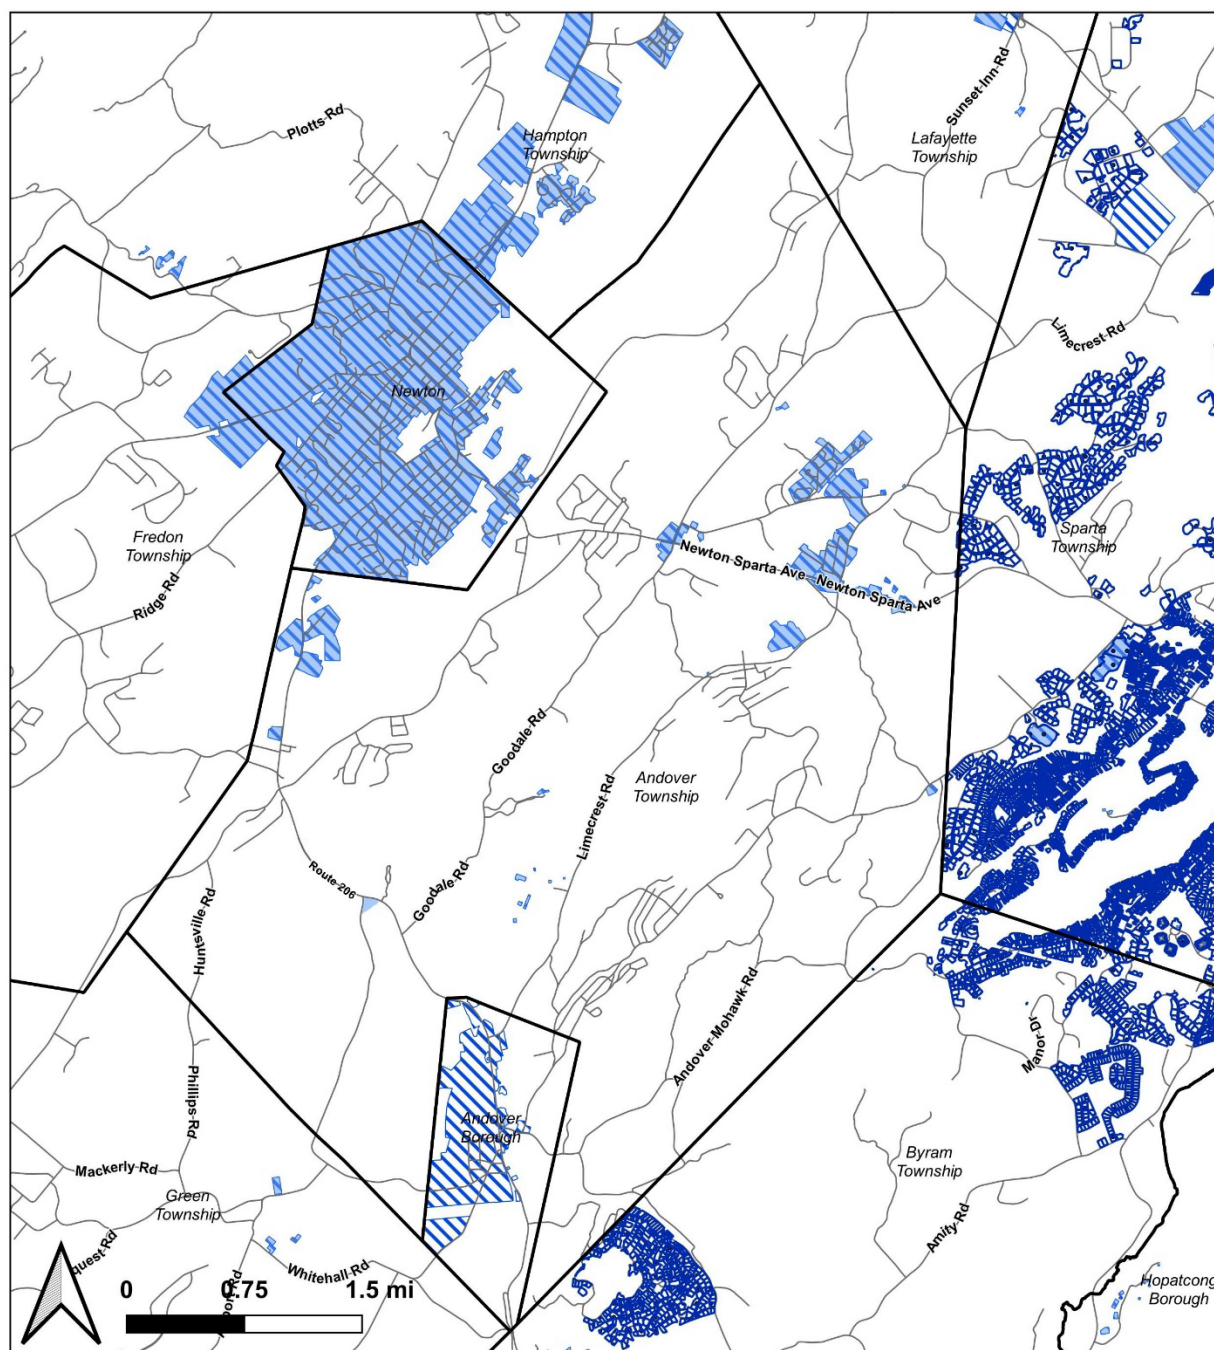 Plotts Rd
Hampton
Township
Sunset Inn Rd
Lafayette
Township
Limecrest Rd
Newton
Fredon
Township
Ridge Rd
Newton Sparta Ave
Newton Sparta Ave
Sparta
Township
Goodale Rd
Limecrest Rd
Andover
Township
Route 206
Goodale Rd
Huntsville Rd
Andover Mohawk Rd
Manor Dr
Phillips Rd
Andover
Borough
Mackerly Rd
Byram
Township
Green
Township
Amity Rd
quest Rd
Whitehall Rd
Rd
Hopatcong
Borough
0 0.75 1.5 mi